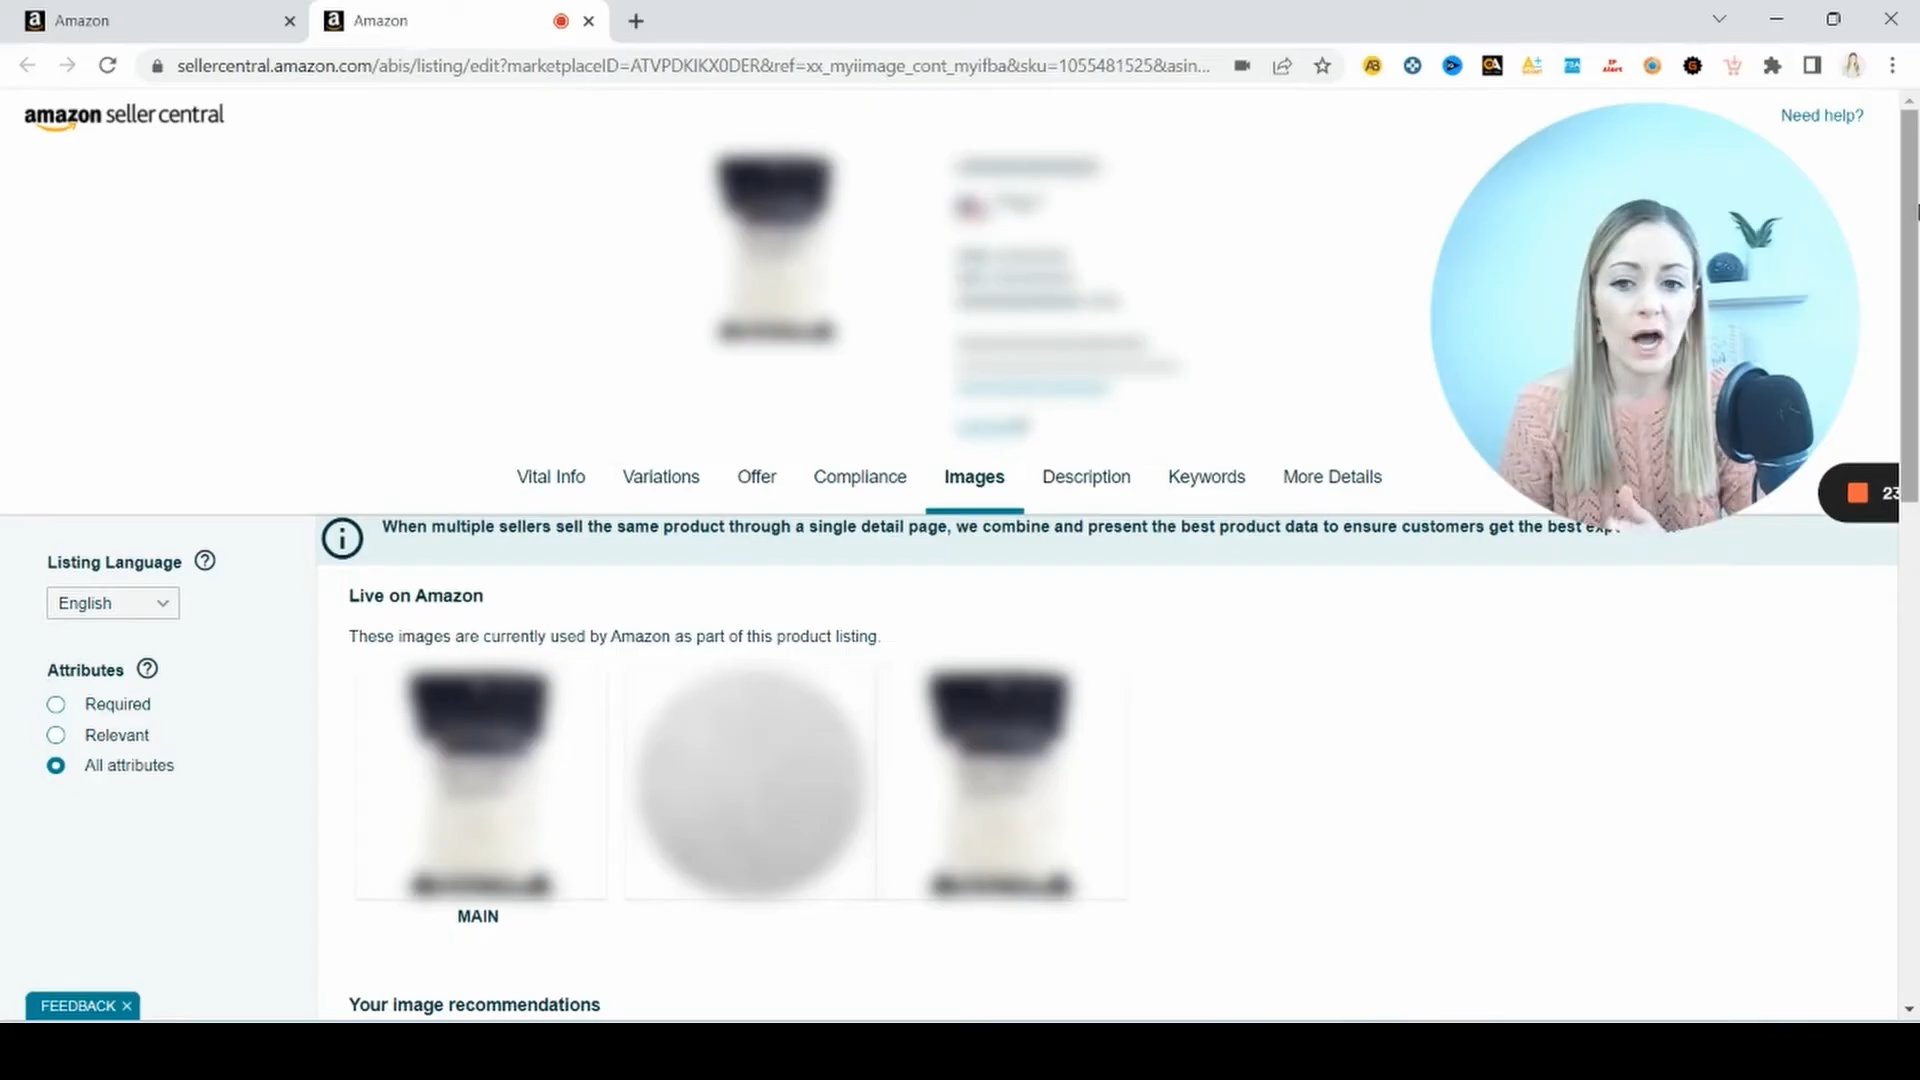 Amazon
Amazon
sellercentral.amazon.com/abis/listing/edit?marketplaceID=ATVPDKIKX0DER&ref=xx_myiimage_cont_myifba&sku=1055481525&asin...
amazon seller central
Need help?
Vital Info
Variations
Offer
Compliance
Images
Description
Keywords
More Details
23
When multiple sellers sell the same product through a single detail page, we combine and present the best product data to ensure customers get the best
Listing Language
English
Attributes
Required
Relevant
All attributes
Live on Amazon
These images are currently used by Amazon as part of this product listing.
MAIN
Your image recommendations
FEEDBACK